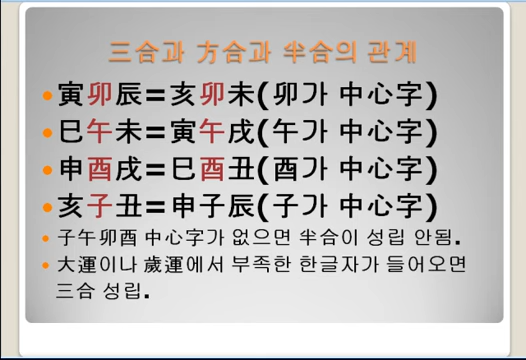 三合과 方合과 半合의 관계
寅卯辰=亥卯未(卯가 中心字)
巳午未=寅午戌(午가 中心字)
申酉戌=巳酉丑(酉가 中心字)
亥子丑=申子辰(子가 中心字)
子午卯酉 中心字가 없으면 半合이 성립 안됨.
大運이나 歲運에서 부족한 한글자가 들어오면
三合 성립.